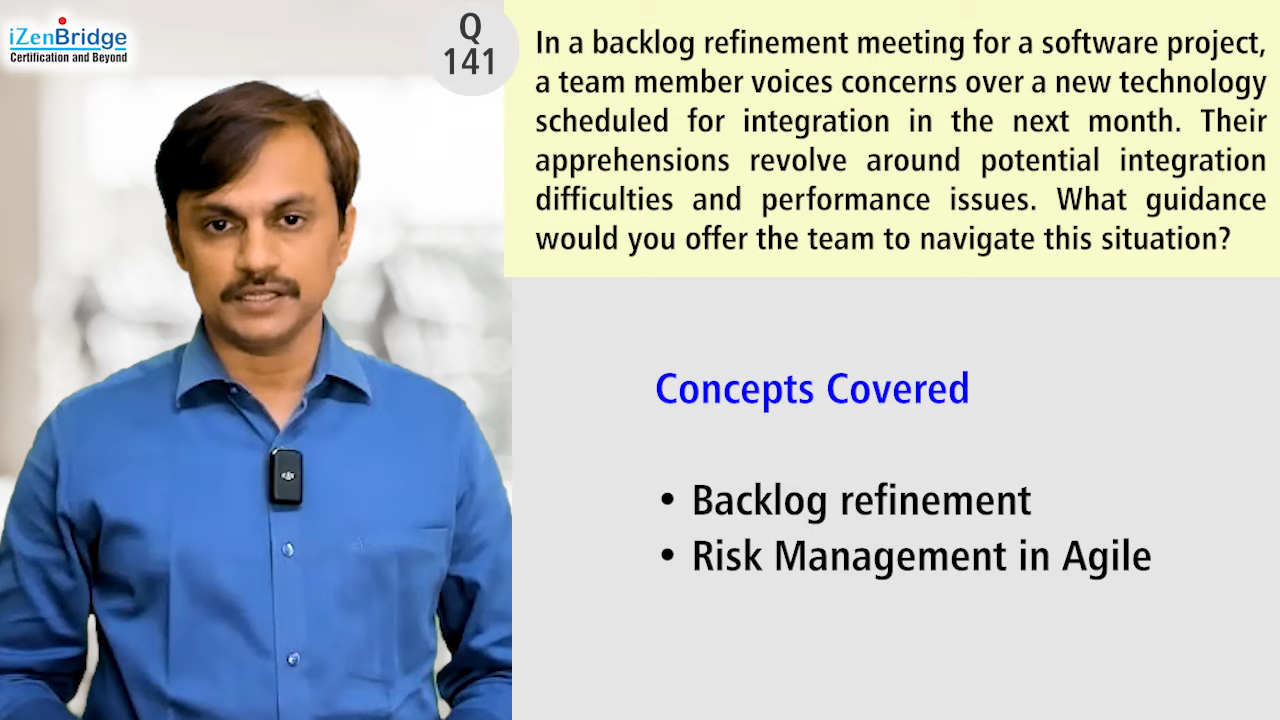 iZenBridge
Certification and Beyond
Q
141
In a backlog refinement meeting for a software project,
a team member voices concerns over a new technology
scheduled for integration in the next month. Their
apprehensions revolve around potential integration
difficulties and performance issues. What guidance
would you offer the team to navigate this situation?
Concepts Covered
• Backlog refinement
• Risk Management in Agile